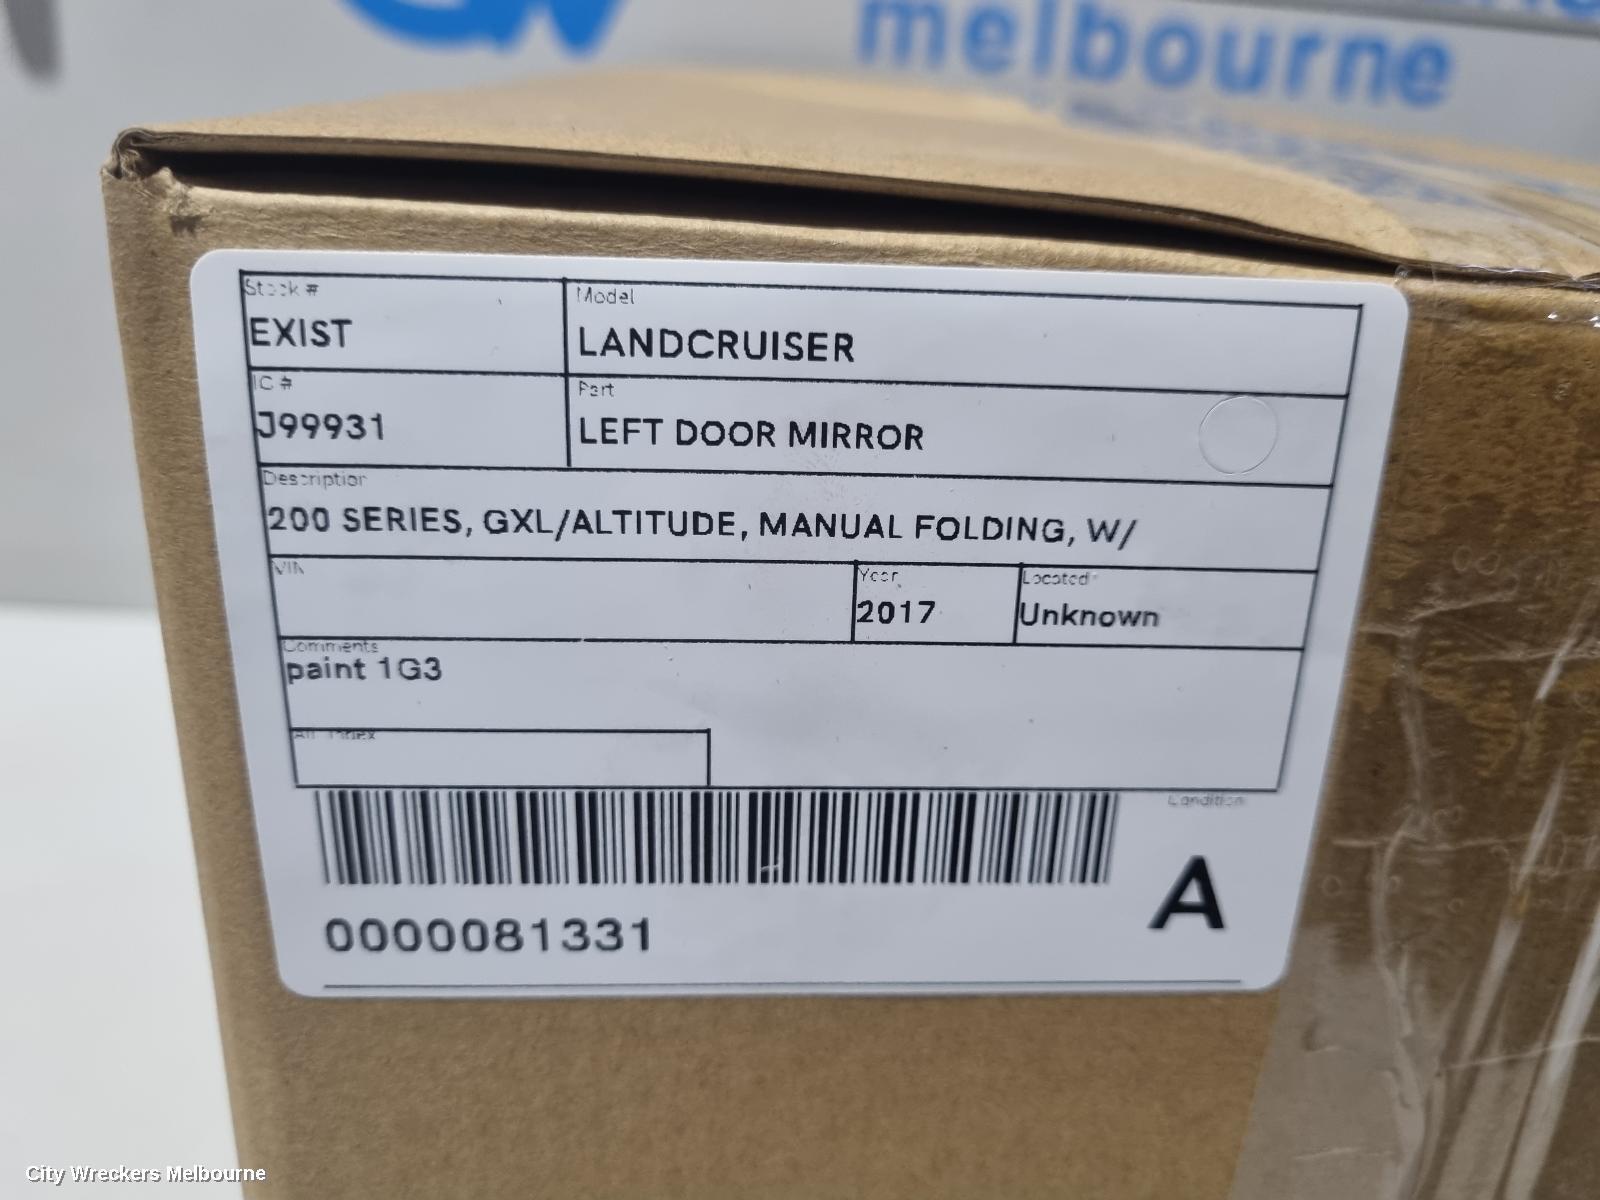 melbourne
Stock #
EXIST
Model
LANDCRUISER
IC #
J99931
Part
LEFT DOOR MIRROR
Description
200 SERIES, GXL/ALTITUDE, MANUAL FOLDING, W/
VIN
Year
2017
Located
Unknown
Comments
paint 1G3
Condition
A
0000081331
City Wreckers Melbourne